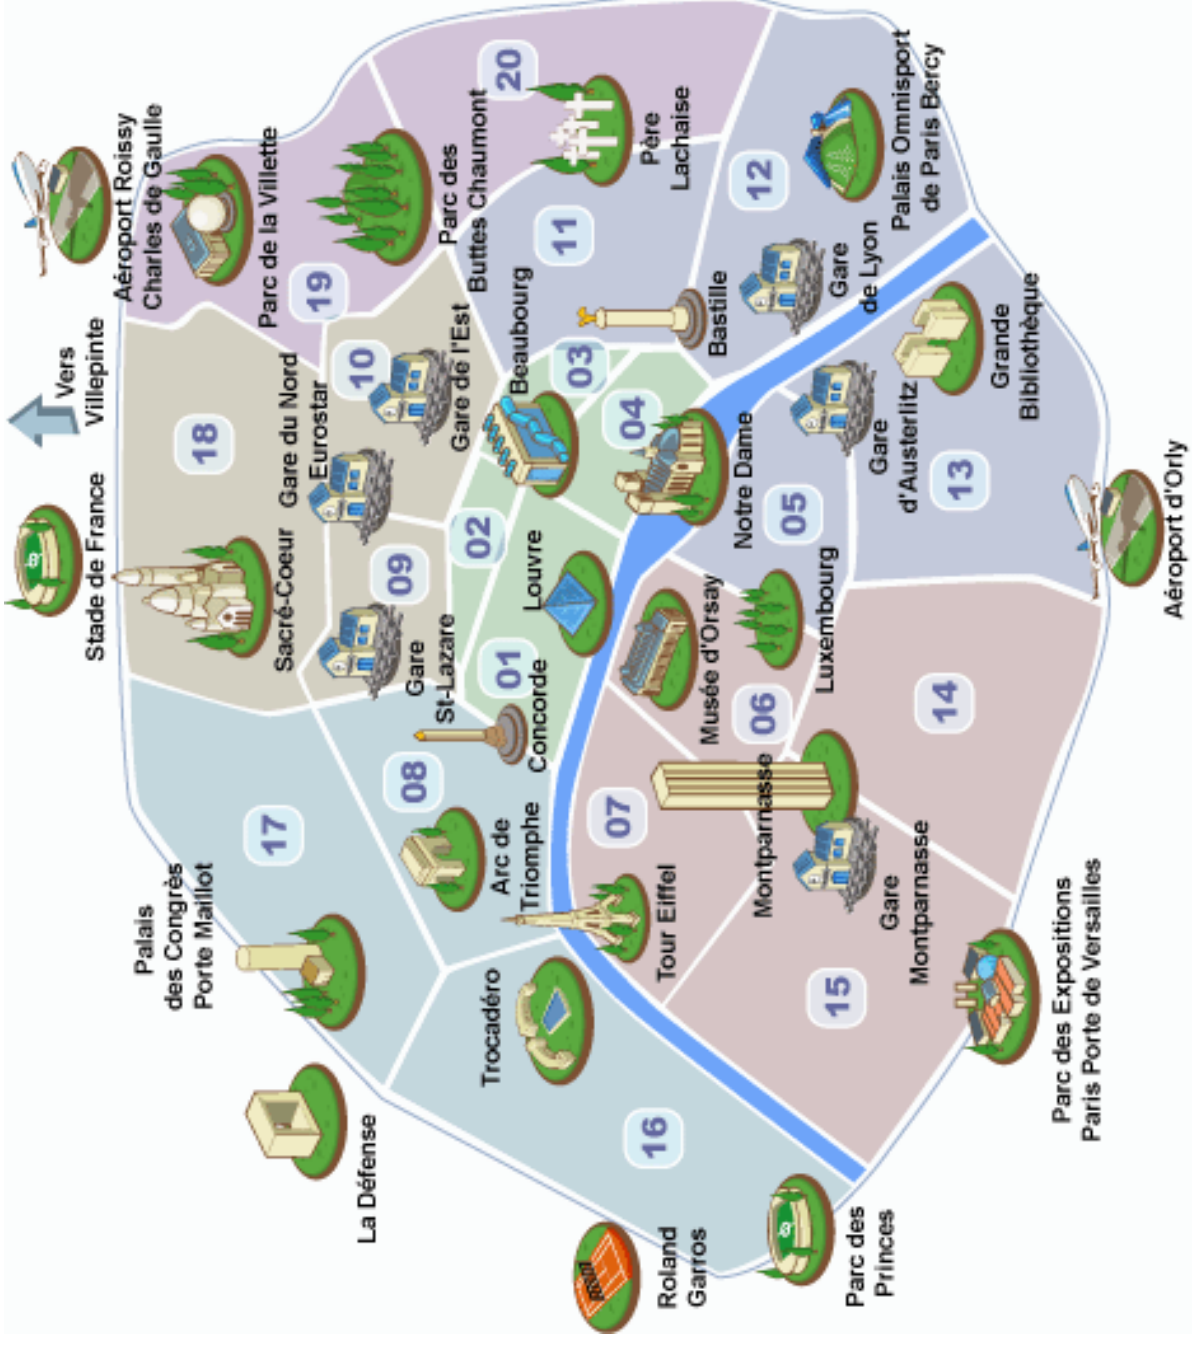 Vers
Villepinte
Stade de France
Aéroport Roissy
Charles de Gaulle
Palais
des Congrès
Porte Maillot
18
17
Parc de la Villette
Sacré-Coeur
Gare du Nord
Eurostar
19
10
La Défense
09
08
Gare
St-Lazare
Parc des
Buttes Chaumont
Gare de l'Est
02
Trocadéro
Arc de
Triomphe
01
20
Beaubourg
Louvre
Concorde
11
03
07
04
Père
Lachaise
16
Roland
Garros
Tour Eiffel
Musée d'Orsay
Bastille
Notre Dame
12
Montparnasse
06
05
Luxembourg
15
Gare
de Lyon
Parc des
Princes
Gare
d'Austerlitz
Gare
Montparnasse
Palais Omnisport
de Paris Bercy
14
13
Grande
Bibliothèque
Parc des Expositions
Paris Porte de Versailles
Aéroport d'Orly